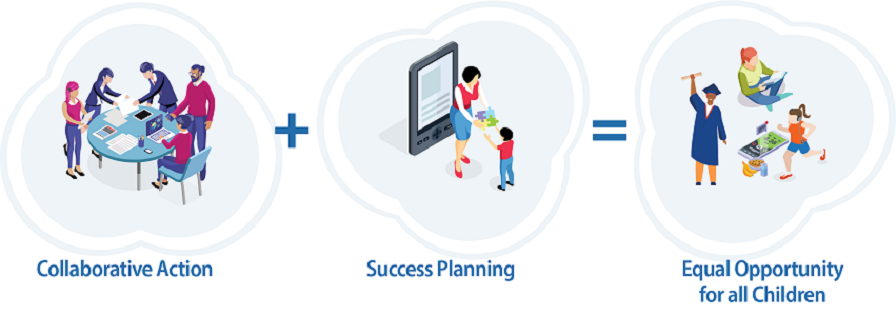 +
=
Collaborative Action
Success Planning
Equal Opportunity
for all Children